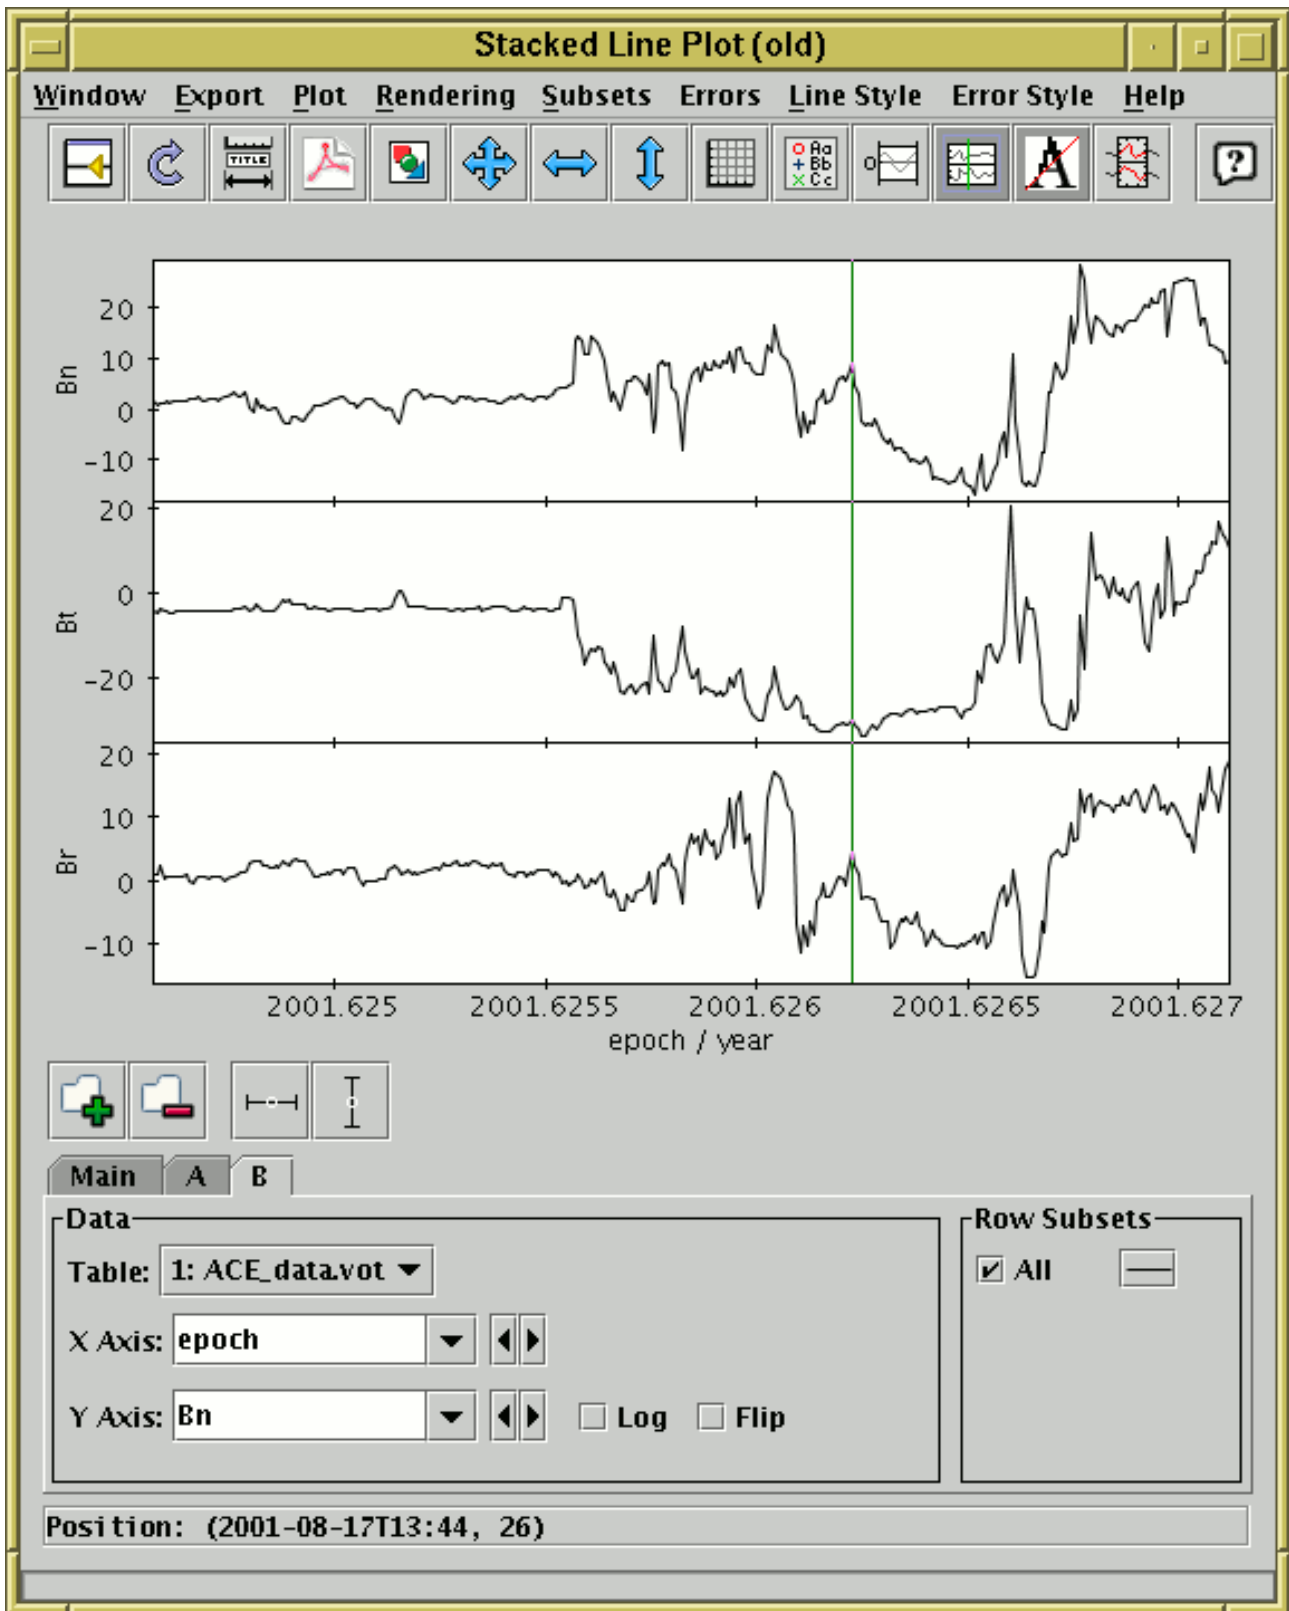 Stacked Line Plot (old)
Window Export Plot Rendering Subsets Errors Line Style Error Style Help
TITLE
Aa
Bb
Cc
A
?
20
10
0
-10
Bn
20
0
-20
Bt
20
10
0
-10
Br
2001.625 2001.6255 2001.626 2001.6265 2001.627
epoch / year
Main A B
Data Row Subsets
Table: 1: ACE_data.vot All
X Axis: epoch
Y Axis: Bn Log Flip
Position: (2001-08-17T13:44, 26)